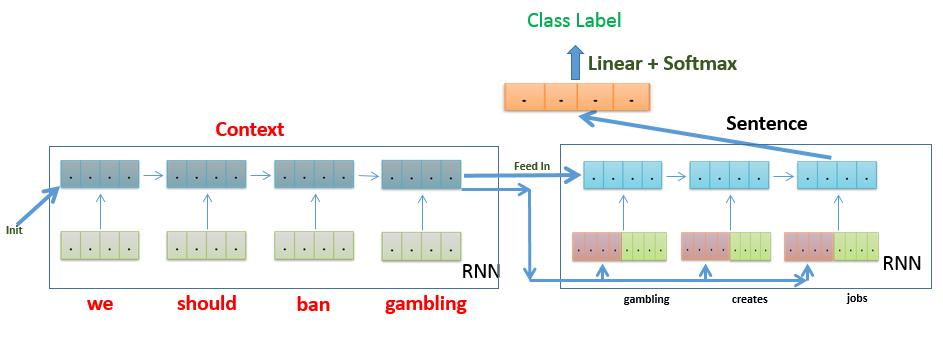 Class Label
Linear + Softmax
Context
Sentence
Feed In
Init
RNN
RNN
we should ban gambling
gambling creates jobs